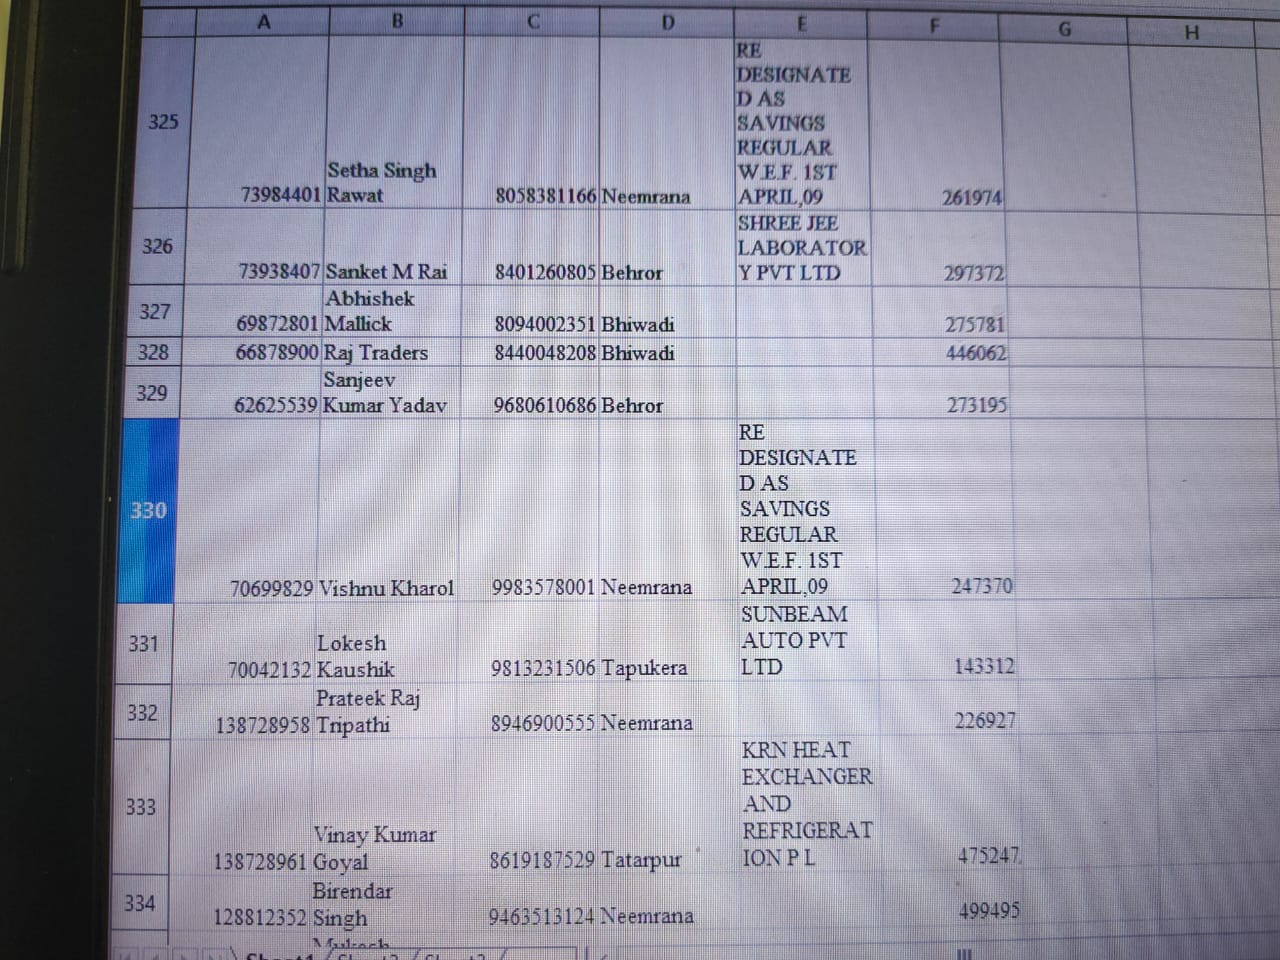 A B C D E F G H
325 73984401 Setha Singh Rawat 8058381166 Neemrana RE DESIGNATE D AS SAVINGS REGULAR W.E.F. 1ST APRIL,09 261974
326 73938407 Sanket M Rai 8401260805 Behror SHREE JEE LABORATOR Y PVT LTD 297372
327 69872801 Abhishek Mallick 8094002351 Bhiwadi 275781
328 66878900 Raj Traders 8440048208 Bhiwadi 446062
329 62625539 Sanjeev Kumar Yadav 9680610686 Behror 273195
330 70699829 Vishnu Kharol 9983578001 Neemrana RE DESIGNATE D AS SAVINGS REGULAR W.E.F. 1ST APRIL,09 247370
331 70042132 Lokesh Kaushik 9813231506 Tapukera SUNBEAM AUTO PVT LTD 143312
332 138728958 Prateek Raj Tripathi 8946900555 Neemrana 226927
333 138728961 Vinay Kumar Goyal 8619187529 Tatarpur KRN HEAT EXCHANGER AND REFRIGERAT ION P L 475247
334 128812352 Birendar Singh 9463513124 Neemrana 499495